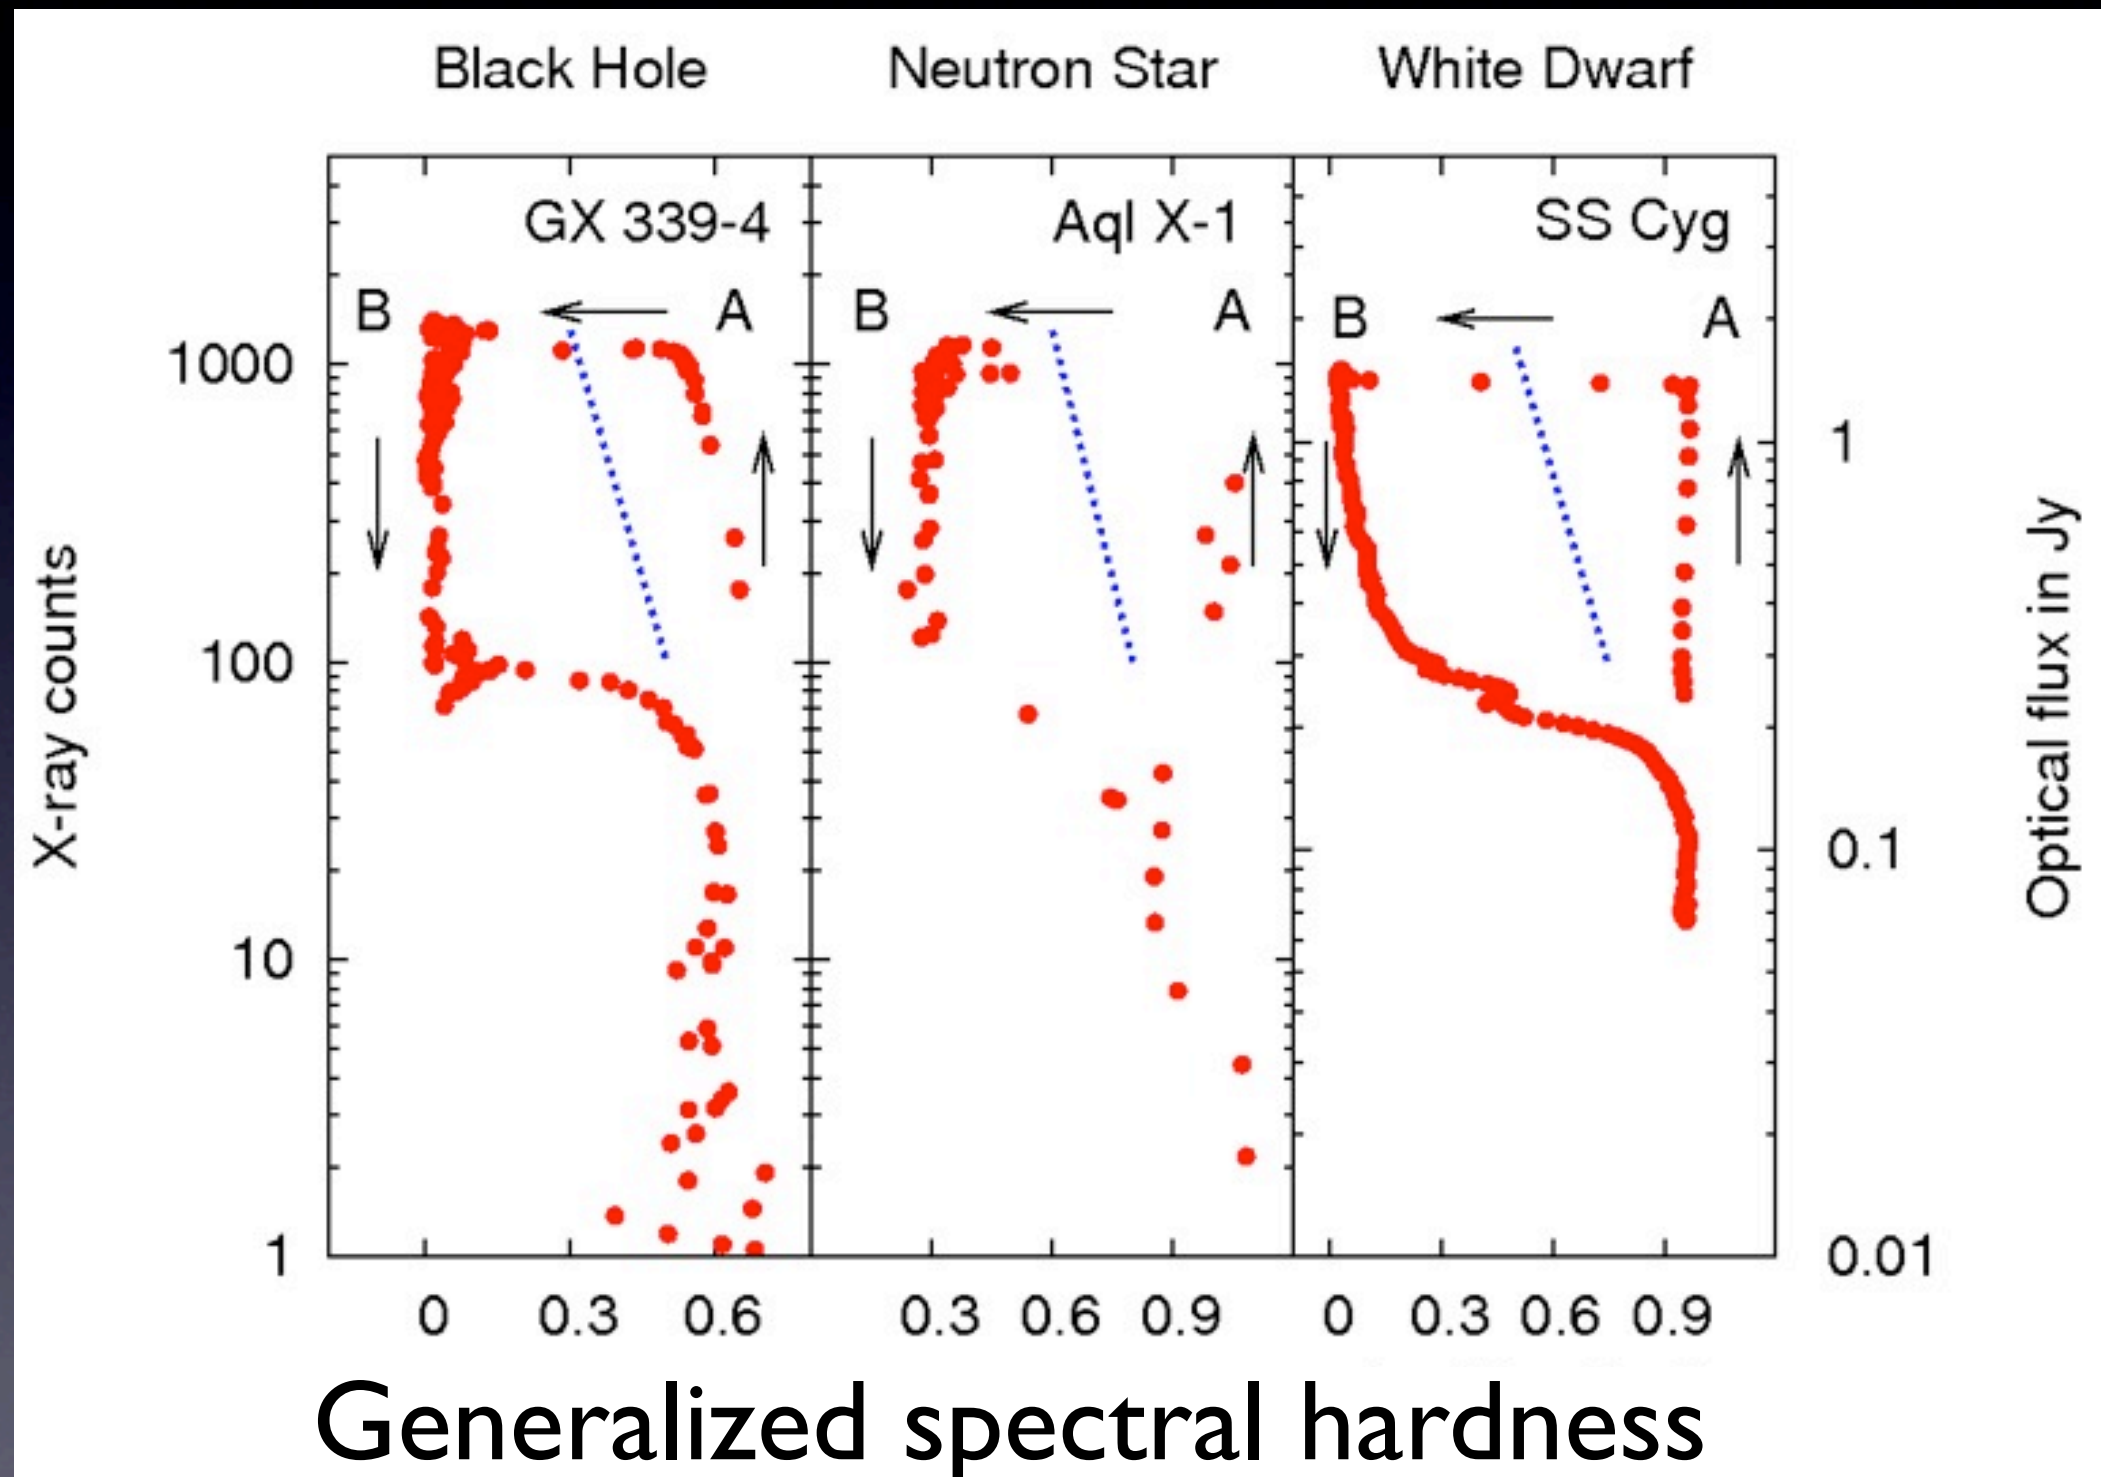 Black Hole Neutron Star White Dwarf
GX 339-4 Aql X-1 SS Cyg
B A B A B A
1000
100
10
1
X-ray counts
1
0.1
0.01
Optical flux in Jy
0 0.3 0.6 0.3 0.6 0.9 0 0.3 0.6 0.9
Generalized spectral hardness